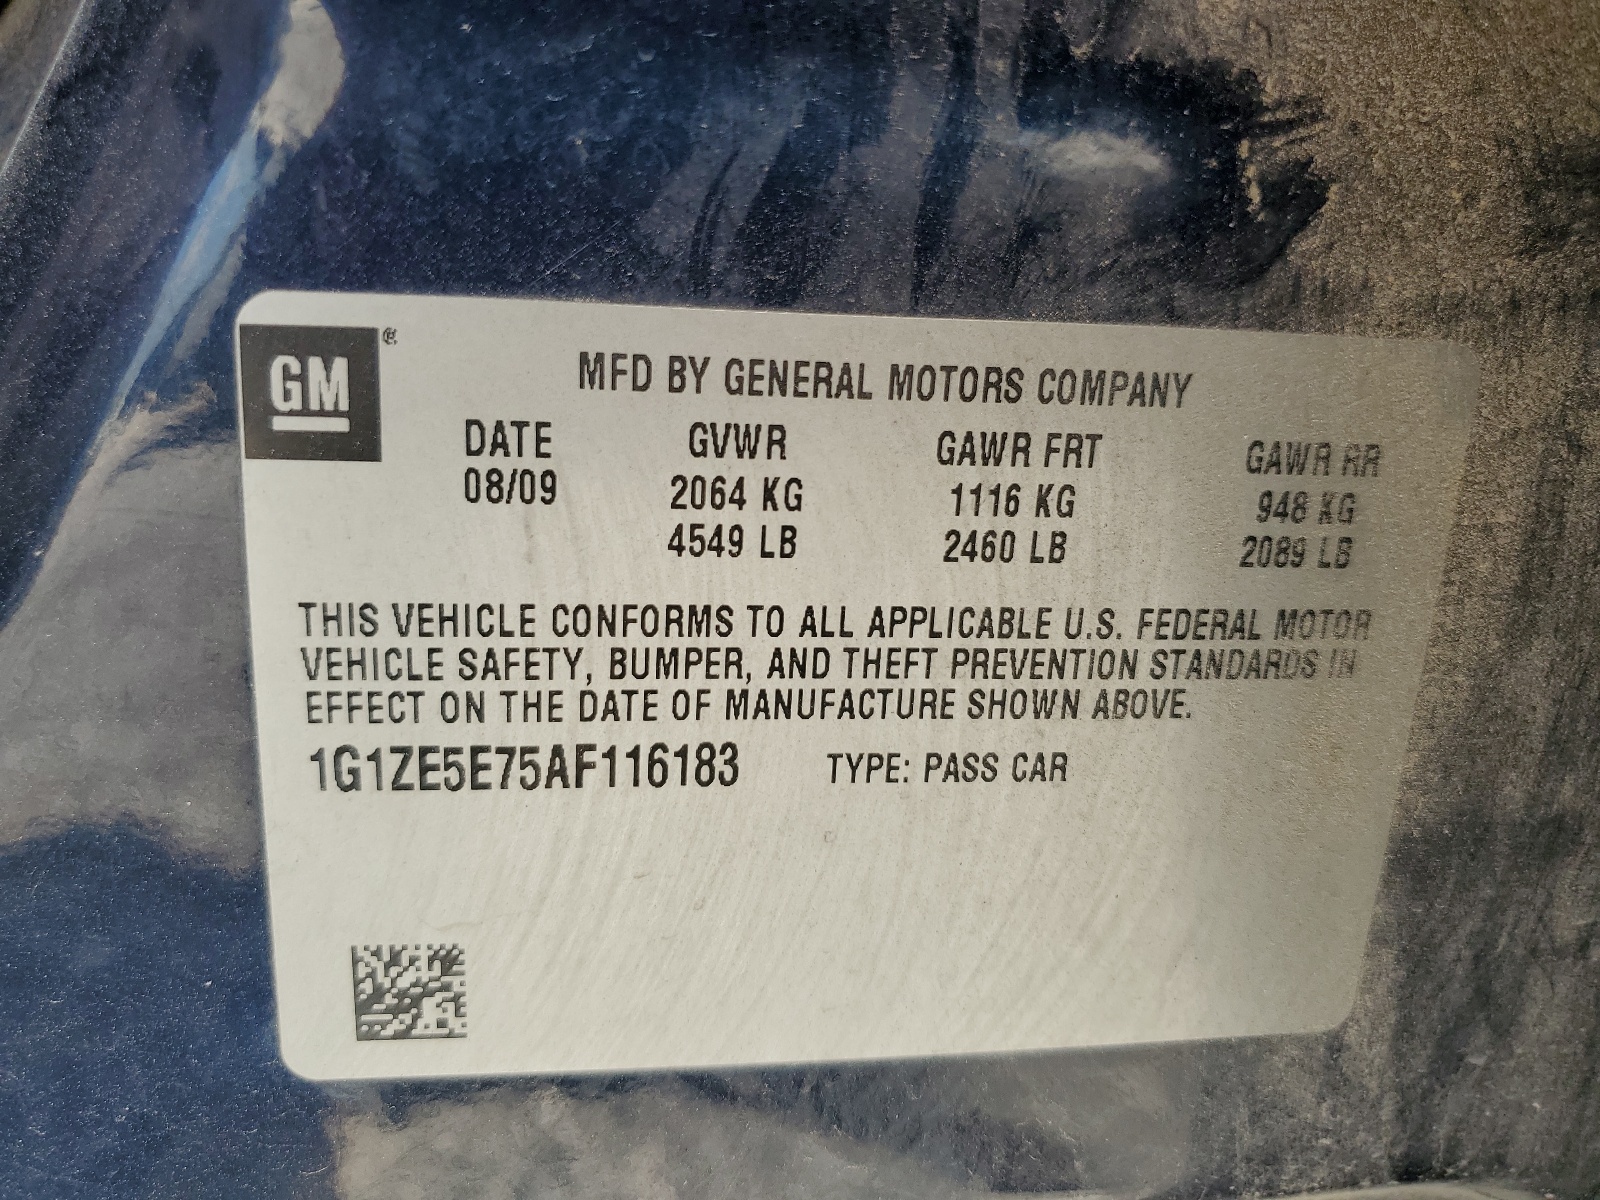 GM®
MFD BY GENERAL MOTORS COMPANY
DATE GVWR GAWR FRT GAWR RR
08/09 2064 KG 1116 KG 948 KG
4549 LB 2460 LB 2089 LB
THIS VEHICLE CONFORMS TO ALL APPLICABLE U.S. FEDERAL MOTOR
VEHICLE SAFETY, BUMPER, AND THEFT PREVENTION STANDARDS IN
EFFECT ON THE DATE OF MANUFACTURE SHOWN ABOVE.
1G1ZE5E75AF116183 TYPE: PASS CAR